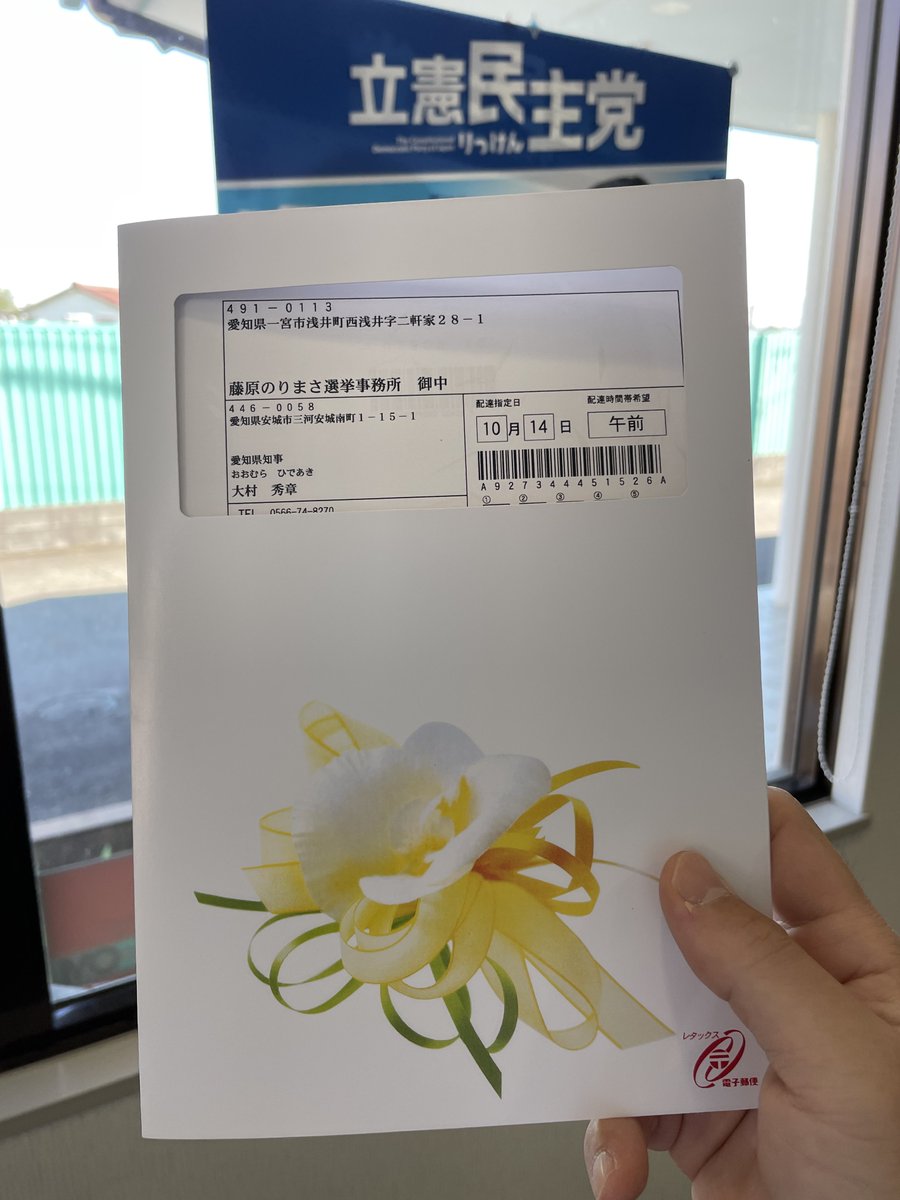 立憲民主党
りっけん
491-0113
愛知県一宮市浅井町西浅井字二軒家28-1
藤原のりまさ選挙事務所 御中
446-0058
愛知県安城市三河安城南町1-15-1
愛知県知事
おおむら ひであき
大村 秀章
TEL 0566-74-8270
配達指定日
配達時間帯希望
10月14日
午前
A927344451526A
① ② ③ ④ ⑤
レタックス
電子郵便